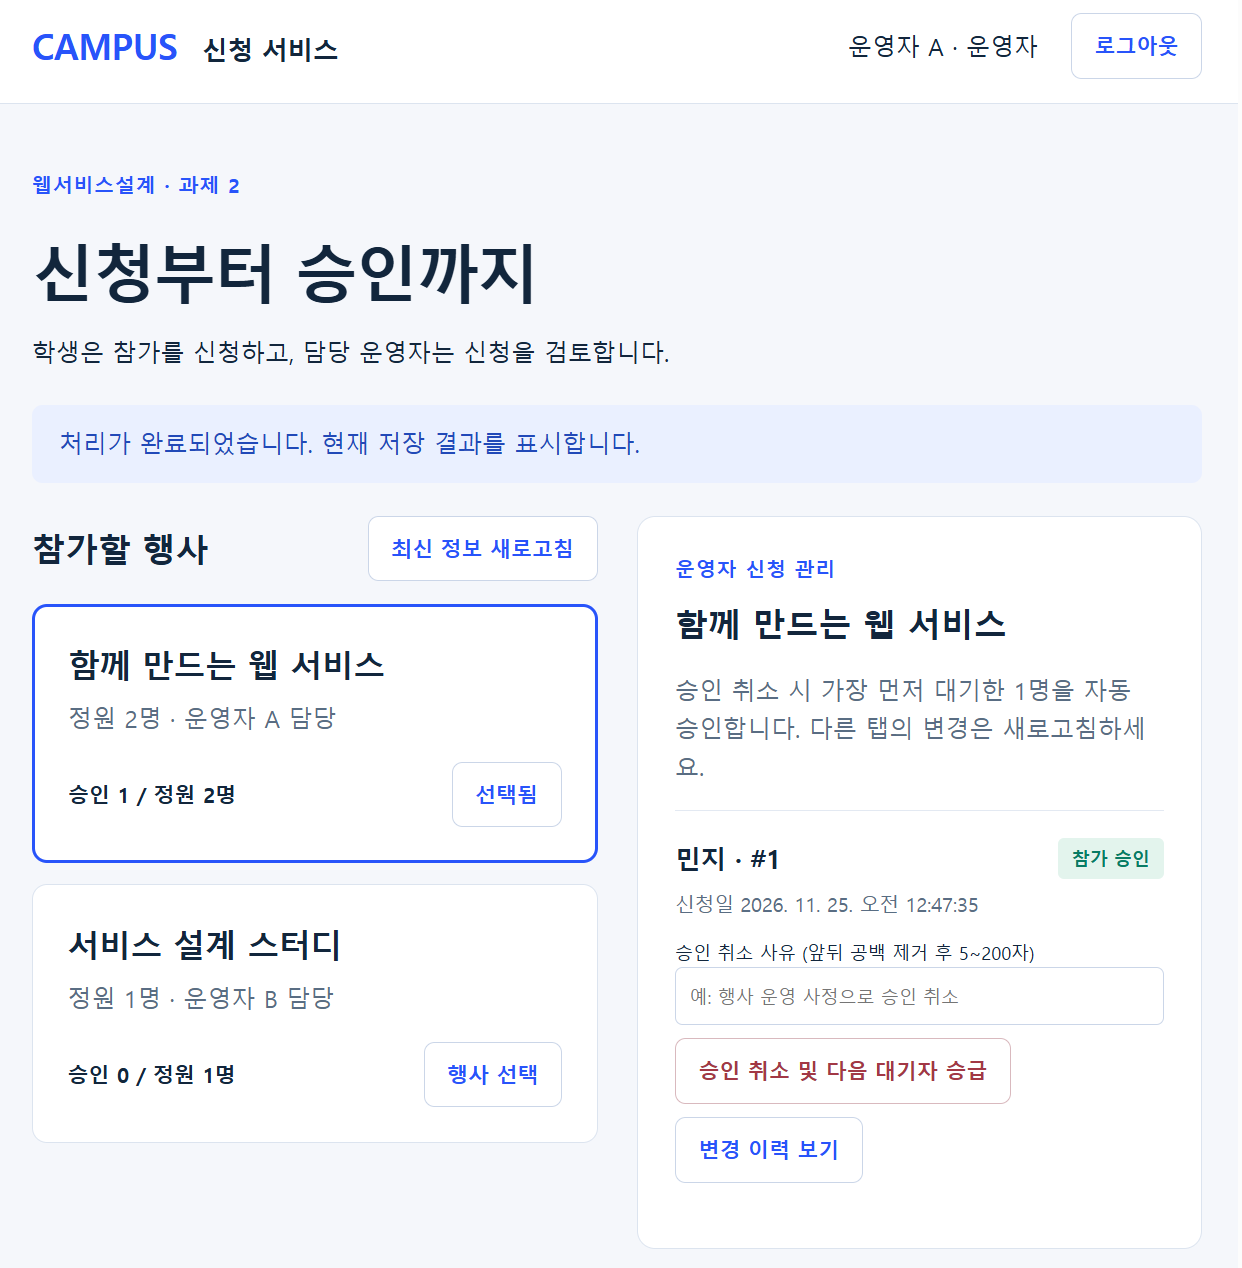 CAMPUS 신청 서비스
운영자 A · 운영자
로그아웃
웹서비스설계 · 과제 2
신청부터 승인까지
학생은 참가를 신청하고, 담당 운영자는 신청을 검토합니다.
처리가 완료되었습니다. 현재 저장 결과를 표시합니다.
참가할 행사
최신 정보 새로고침
함께 만드는 웹 서비스
정원 2명 · 운영자 A 담당
승인 1 / 정원 2명
선택됨
서비스 설계 스터디
정원 1명 · 운영자 B 담당
승인 0 / 정원 1명
행사 선택
운영자 신청 관리
함께 만드는 웹 서비스
승인 취소 시 가장 먼저 대기한 1명을 자동
승인합니다. 다른 탭의 변경은 새로고침하세
요.
민지 · #1
참가 승인
신청일 2026. 11. 25. 오전 12:47:35
승인 취소 사유 (앞뒤 공백 제거 후 5~200자)
예: 행사 운영 사정으로 승인 취소
승인 취소 및 다음 대기자 승급
변경 이력 보기